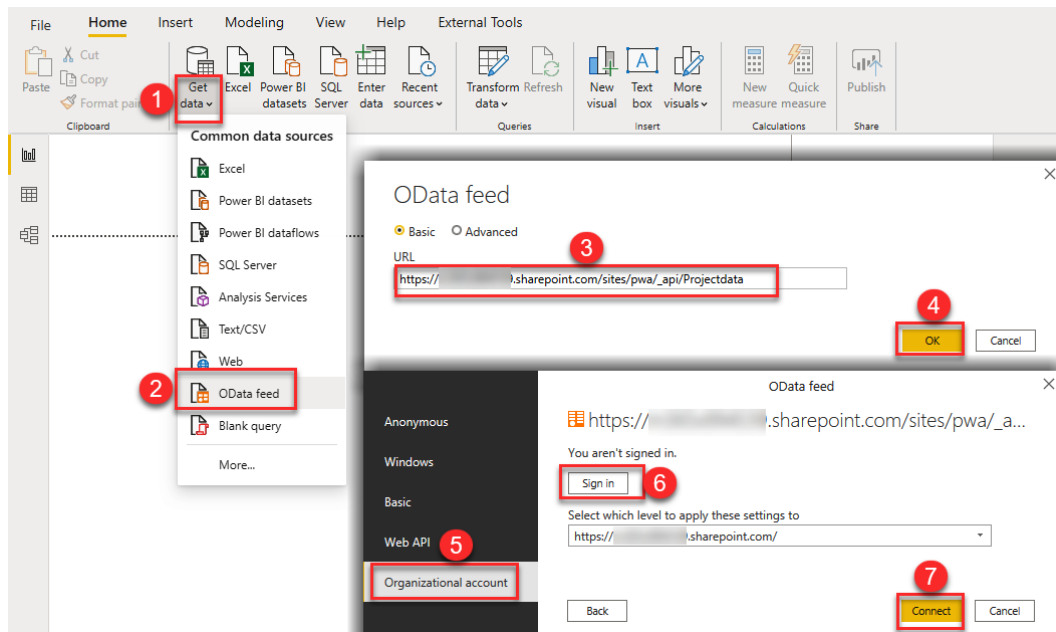 File Home Insert Modeling View Help External Tools
Cut
Copy
Format pai
Paste
Clipboard
1
Get data
Excel
Power BI datasets
SQL Server
Enter data
Recent sources
Transform data
Refresh
Queries
New visual
Text box
More visuals
Insert
New measure
Quick measure
Calculations
Publish
Share
Common data sources
Excel
Power BI datasets
Power BI dataflows
SQL Server
Analysis Services
Text/CSV
Web
2
OData feed
Blank query
More...
OData feed
Basic Advanced
3
URL
https:// .sharepoint.com/sites/pwa/_api/Projectdata
4
OK Cancel
Anonymous
Windows
Basic
Web API
5
Organizational account
OData feed
https:// .sharepoint.com/sites/pwa/_a...
You aren't signed in.
Sign in
6
Select which level to apply these settings to
https:// .sharepoint.com/
7
Back Connect Cancel